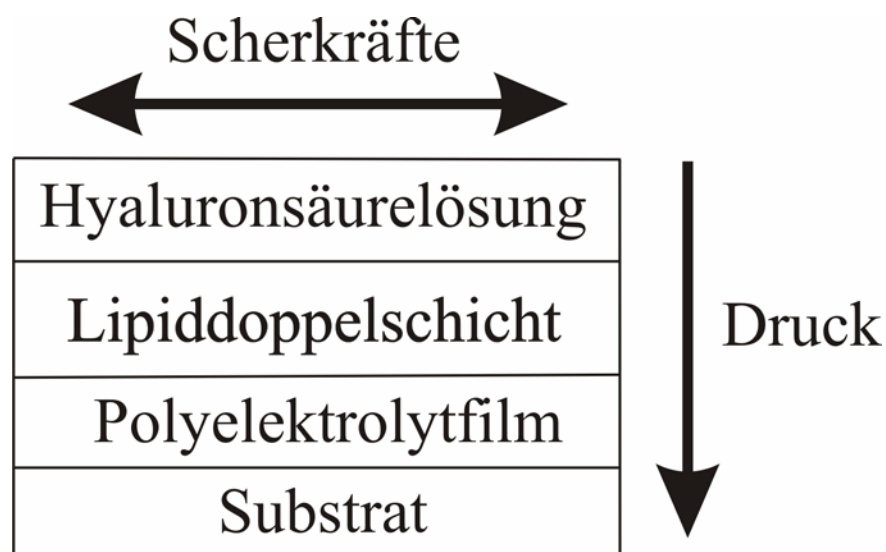 Scherkräfte
Hyaluronsäurelösung
Lipiddoppelschicht
Druck
Polyelektrolytfilm
Substrat